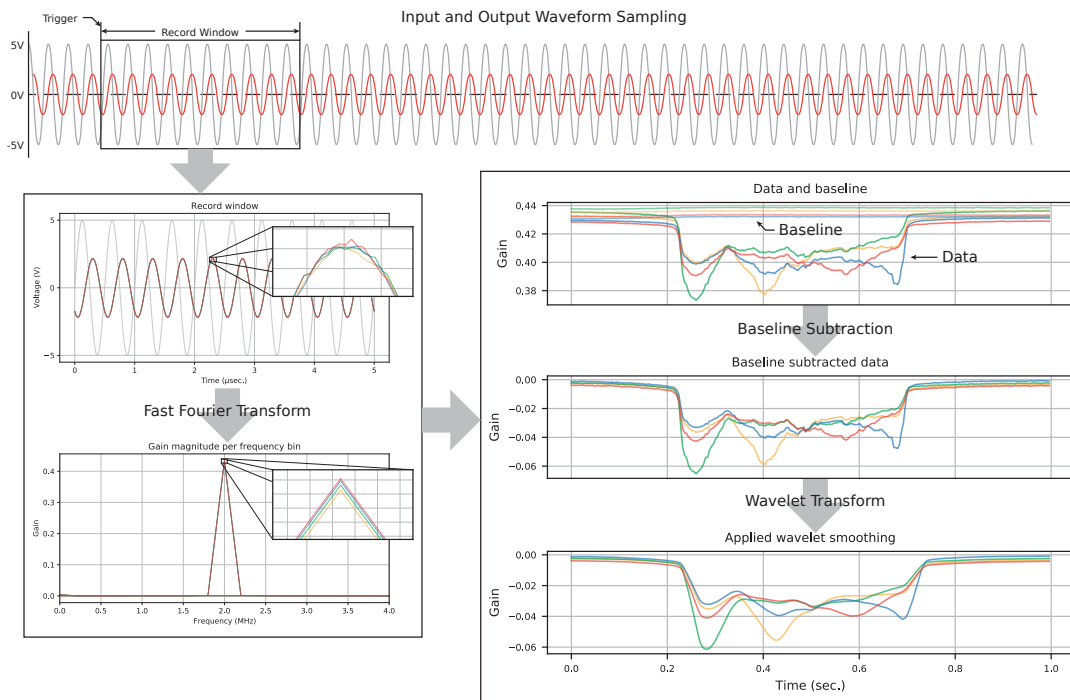 Input and Output Waveform Sampling
Trigger
Record Window
5V
0V
-5V
Record window
5
0
−5
Voltage (V)
0 1 2 3 4 5
Time (μsec.)
Fast Fourier Transform
Gain magnitude per frequency bin
0.4
0.3
0.2
0.1
0.0
Gain
0.0 0.5 1.0 1.5 2.0 2.5 3.0 3.5 4.0
Frequency (MHz)
Data and baseline
0,44
0,42
0,40
0,38
Gain
Baseline
Data
Baseline Subtraction
Baseline subtracted data
0,00
−0,02
−0,04
−0,06
Gain
Wavelet Transform
Applied wavelet smoothing
0,00
−0,02
−0,04
−0,06
Gain
0.0 0.2 0.4 0.6 0.8 1.0
Time (sec.)